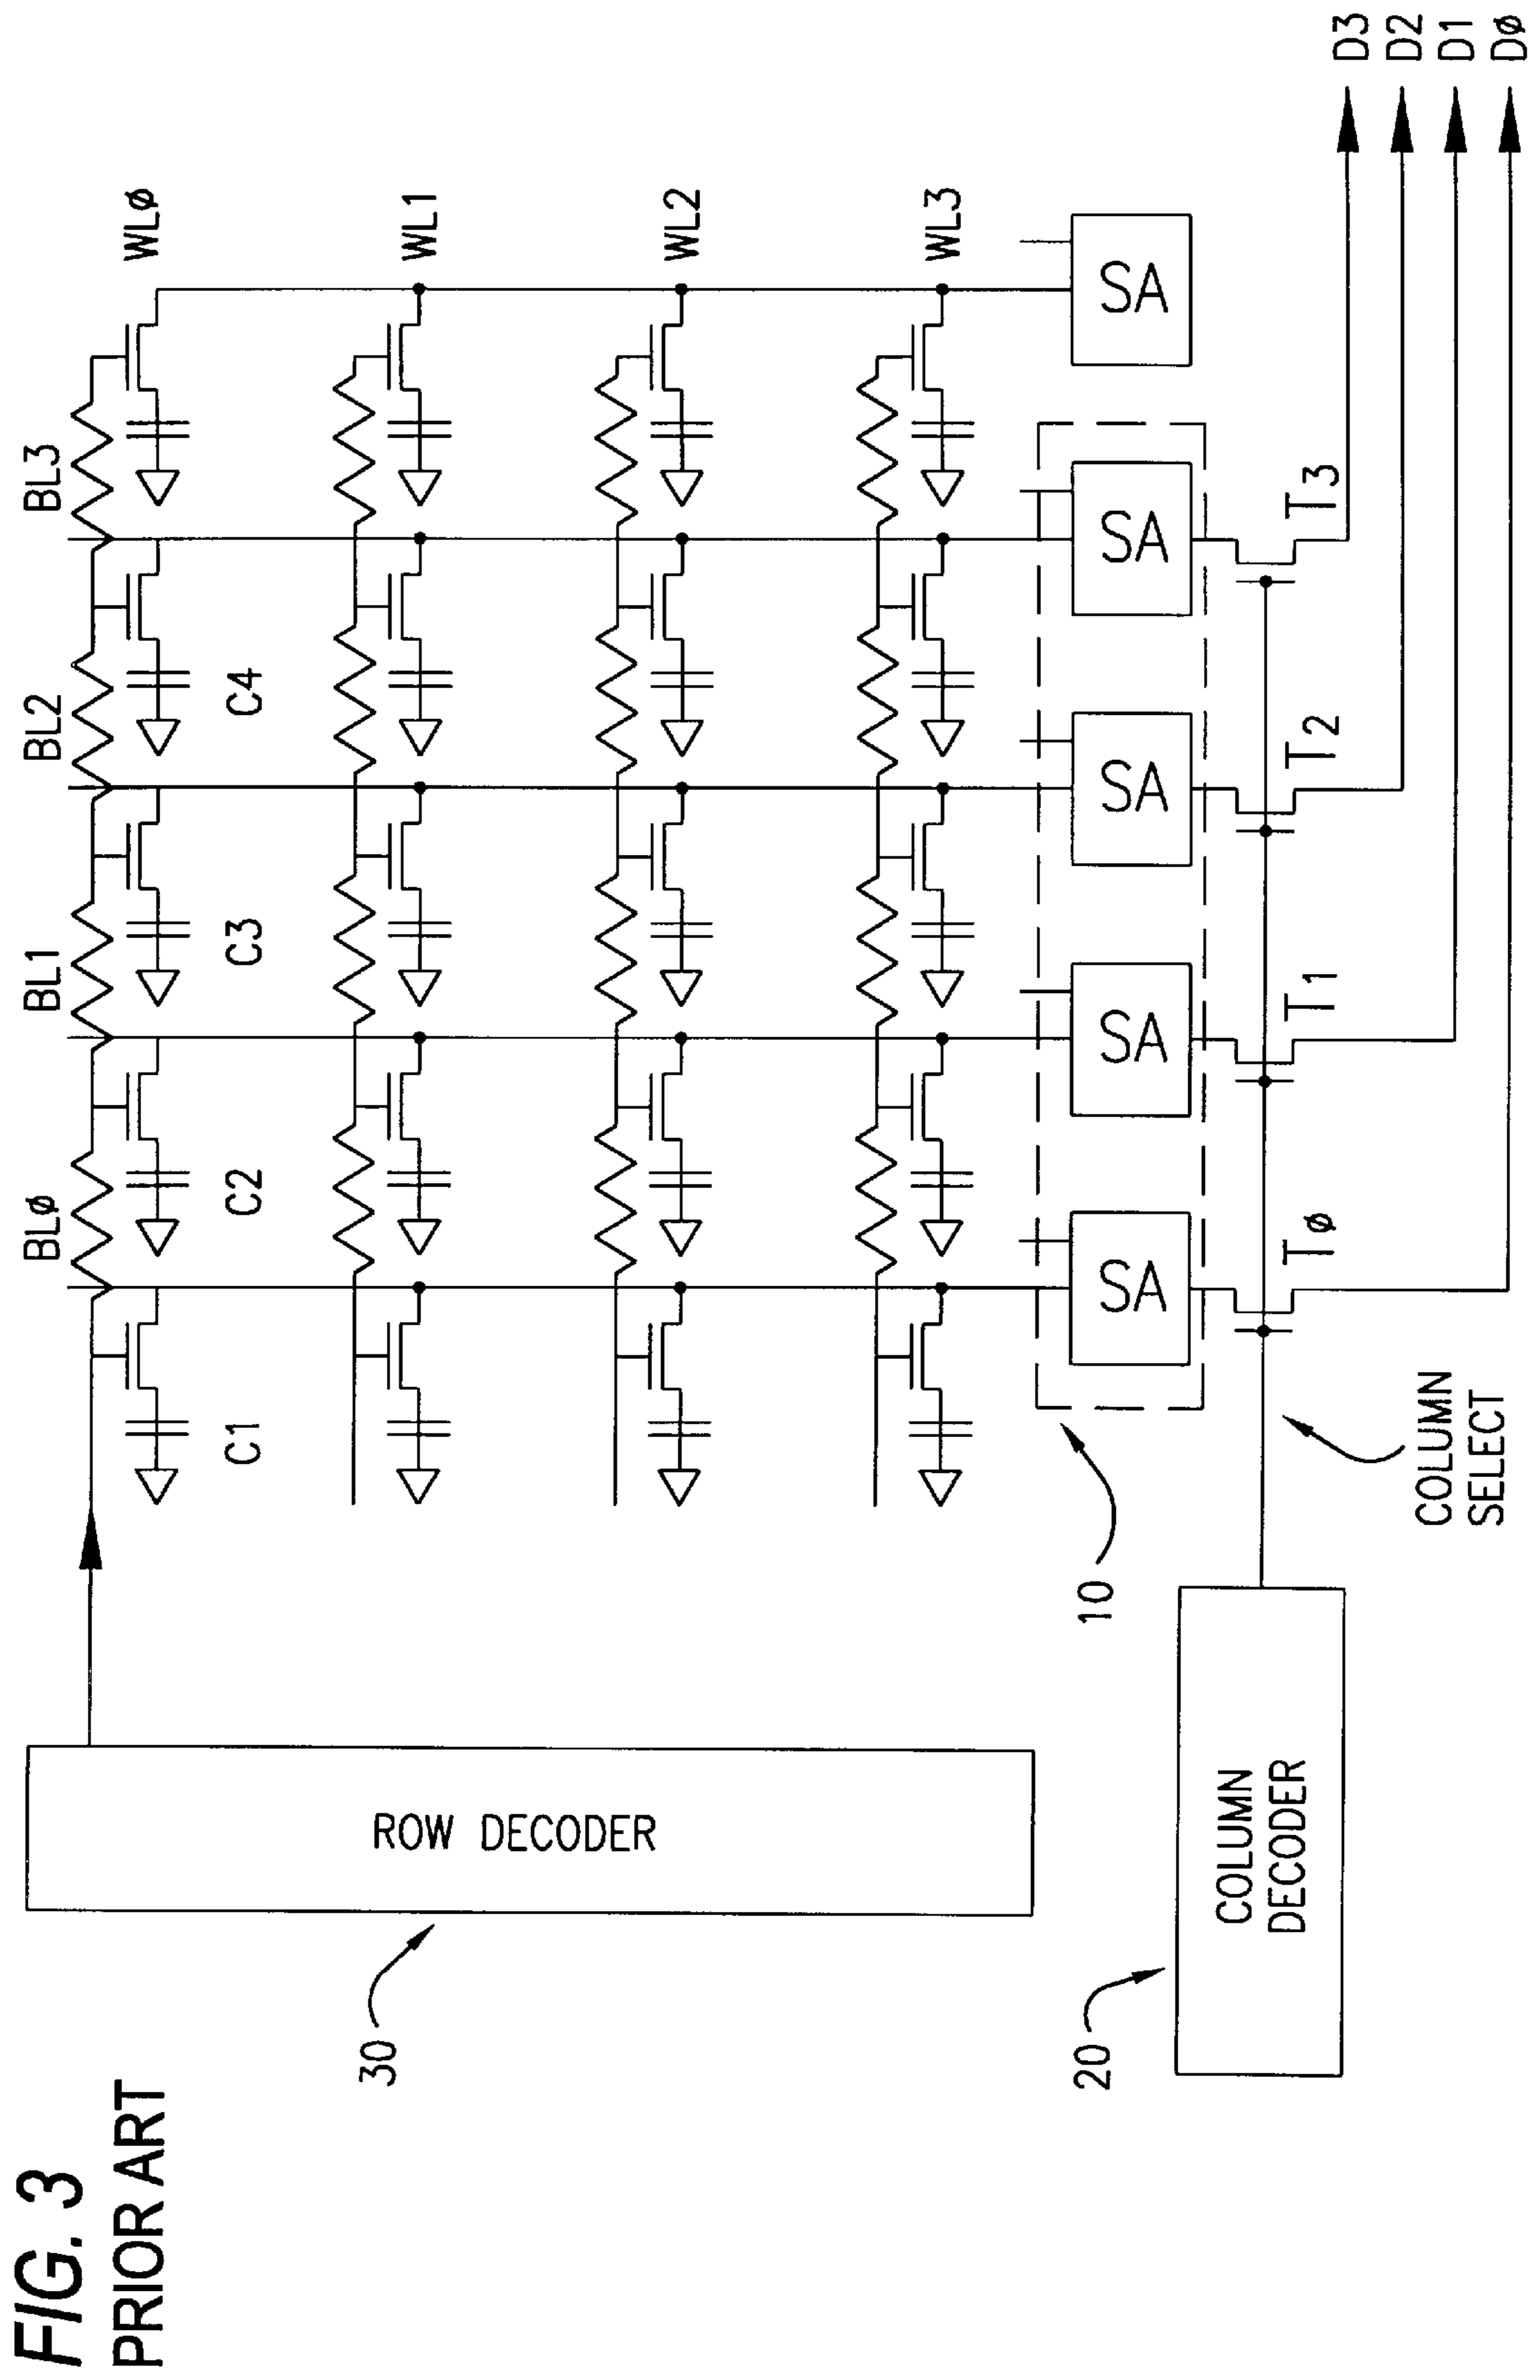 FIG. 3
PRIOR ART
BLØ
BL1
BL2
BL3
WLØ
C1
C2
C3
C4
30
ROW DECODER
WL1
WL2
WL3
10
SA
SA
SA
SA
SA
20
COLUMN
DECODER
COLUMN
SELECT
TØ
T1
T2
T3
D3
D2
D1
DØ